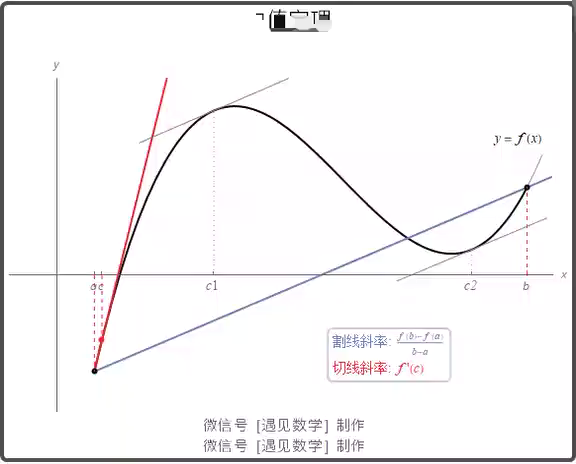 y
y = f(x)
a c c1 c2 b x
割线斜率: f(b)−f(a) / b−a
切线斜率: f'(c)
微信号 [遇见数学] 制作
微信号 [遇见数学] 制作